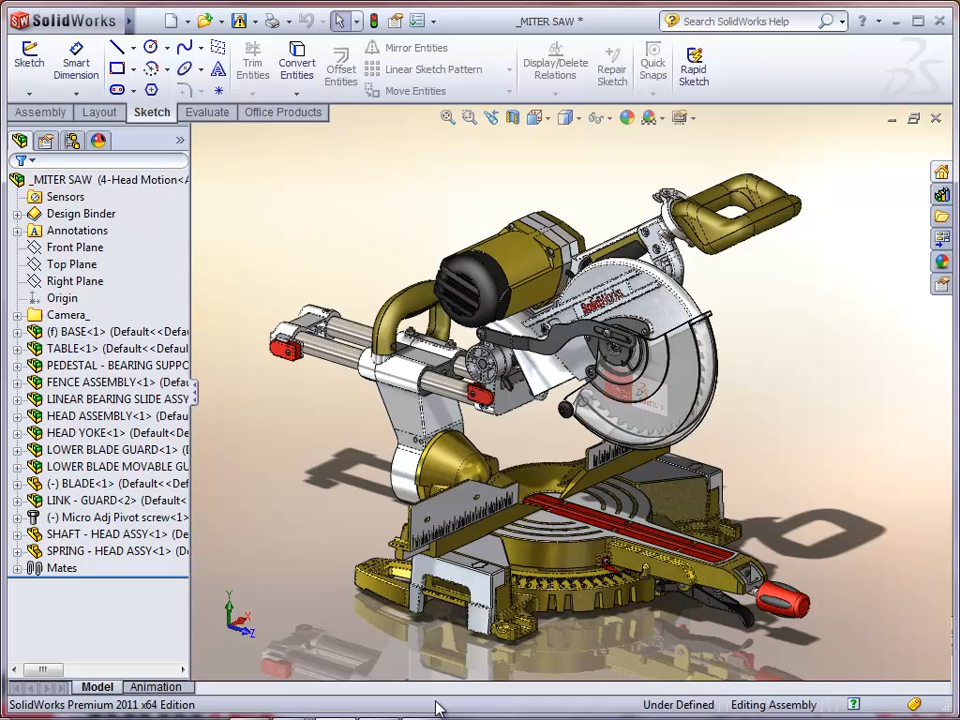 SolidWorks
_MITER SAW *
Search SolidWorks Help
?
Sketch
Smart Dimension
Trim Entities
Convert Entities
Offset Entities
Mirror Entities
Linear Sketch Pattern
Move Entities
Display/Delete Relations
Repair Sketch
Quick Snaps
Rapid Sketch
Assembly Layout Sketch Evaluate Office Products
_MITER SAW (4-Head Motion<A
Sensors
Design Binder
Annotations
Front Plane
Top Plane
Right Plane
Origin
Camera_
(f) BASE<1> (Default<<Defau
TABLE<1> (Default<<Default
PEDESTAL - BEARING SUPPO
FENCE ASSEMBLY<1> (Defau
LINEAR BEARING SLIDE ASSY
HEAD ASSEMBLY<1> (Default
HEAD YOKE<1> (Default<De
LOWER BLADE GUARD<1> (
LOWER BLADE MOVABLE GU
(-) BLADE<1> (Default<<Def
LINK - GUARD<2> (Default<
(-) Micro Adj Pivot screw<1>
SHAFT - HEAD ASSY<1> (De
SPRING - HEAD ASSY<1> (D
Mates
SolidWorks
Y
X
Z
Model Animation
SolidWorks Premium 2011 x64 Edition
Under Defined
Editing Assembly
?